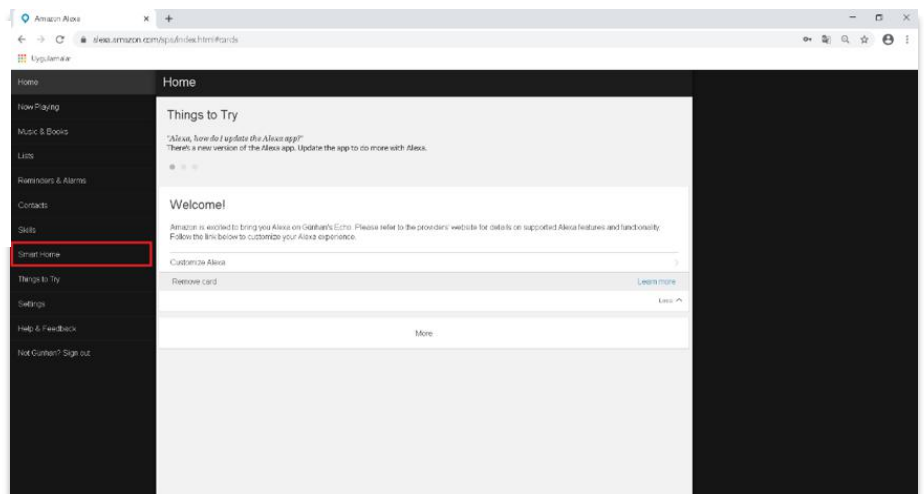 Amazon Alexa
alexa.amazon.com/spa/index.html#cards
Uygulamalar
Home
Now Playing
Music & Books
Lists
Reminders & Alarms
Contacts
Skills
Smart Home
Things to Try
Settings
Help & Feedback
Not Günhan? Sign out
Home
Things to Try
"Alexa, how do I update the Alexa app?"
There's a new version of the Alexa app. Update the app to do more with Alexa.
Welcome!
Amazon is excited to bring you Alexa on Günhan's Echo. Please refer to the providers' website for details on supported Alexa features and functionality.
Follow the link below to customize your Alexa experience.
Customize Alexa
Remove card
Learn more
Less
More